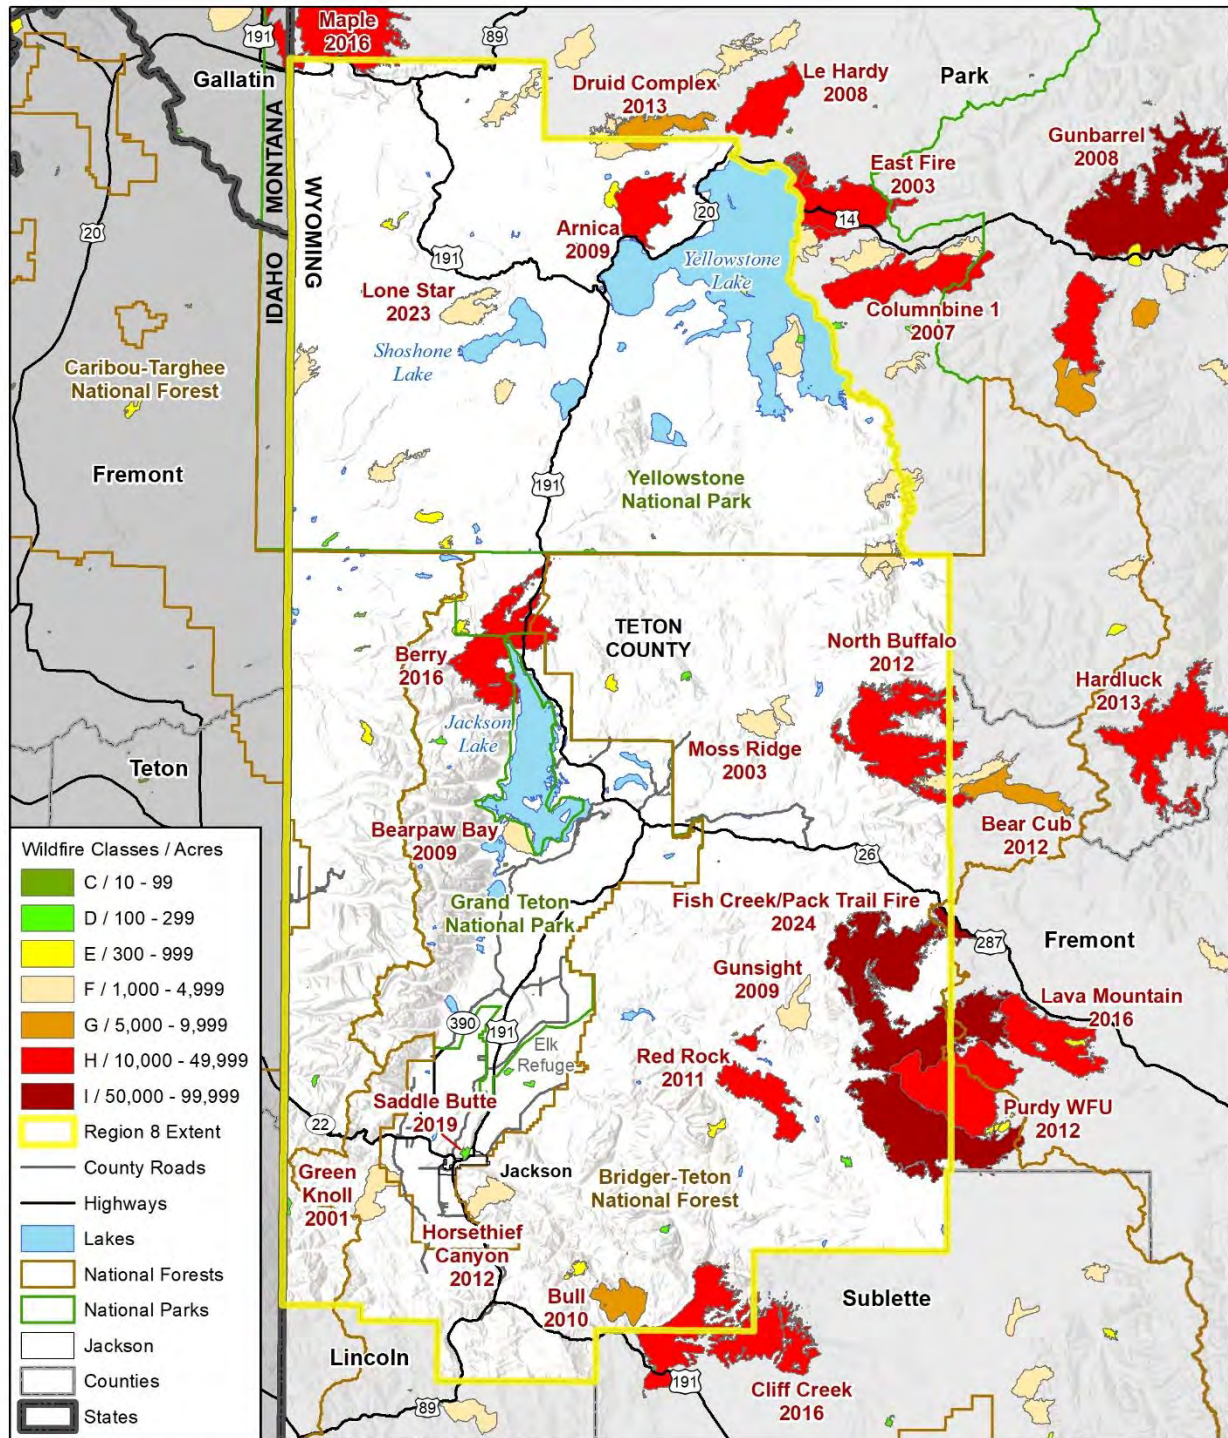 191
Maple
2016
89
Gallatin
Druid Complex
2013
Le Hardy
2008
Park
Gunbarrel
2008
MONTANA
IDAHO
WYOMING
East Fire
2003
20
14
Arnica
2009
20
191
Yellowstone
Lake
Lone Star
2023
Columnbine 1
2007
Shoshone
Lake
Caribou-Targhee
National Forest
Fremont
191
Yellowstone
National Park
TETON
COUNTY
North Buffalo
2012
Berry
2016
Hardluck
2013
Jackson
Lake
Moss Ridge
2003
Teton
Bearpaw Bay
2009
Bear Cub
2012
26
Grand Teton
National Park
Fish Creek/Pack Trail Fire
2024
287
Fremont
Gunsight
2009
Lava Mountain
2016
390
191
Elk
Refuge
Red Rock
2011
Saddle Butte
2019
Purdy WFU
2012
22
Jackson
Green
Knoll
2001
Bridger-Teton
National Forest
Horsethief
Canyon
2012
Bull
2010
Sublette
Lincoln
191
Cliff Creek
2016
89
Wildfire Classes / Acres
C / 10 - 99
D / 100 - 299
E / 300 - 999
F / 1,000 - 4,999
G / 5,000 - 9,999
H / 10,000 - 49,999
I / 50,000 - 99,999
Region 8 Extent
County Roads
Highways
Lakes
National Forests
National Parks
Jackson
Counties
States